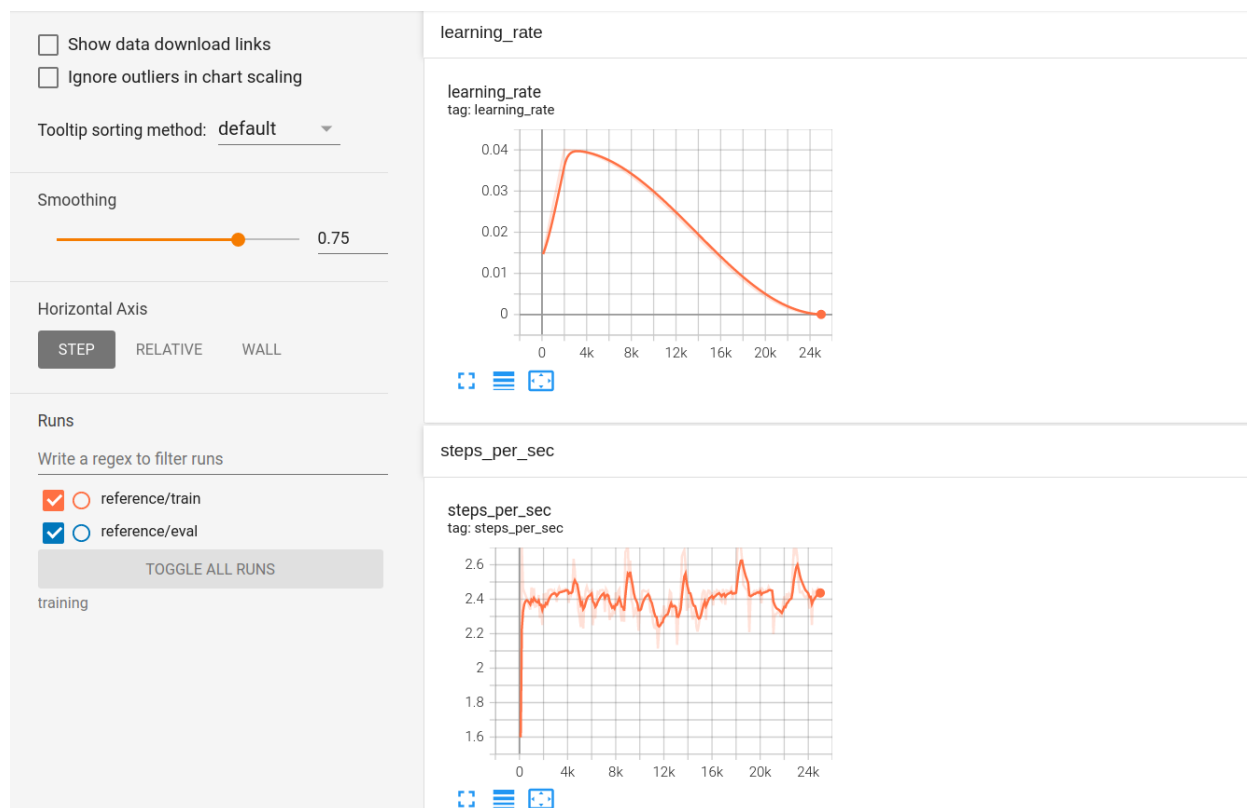 Show data download links
Ignore outliers in chart scaling
Tooltip sorting method: default
Smoothing
0.75
Horizontal Axis
STEP RELATIVE WALL
Runs
Write a regex to filter runs
reference/train
reference/eval
TOGGLE ALL RUNS
training
learning_rate
learning_rate
tag: learning_rate
0.04
0.03
0.02
0.01
0
0 4k 8k 12k 16k 20k 24k
steps_per_sec
steps_per_sec
tag: steps_per_sec
2.6
2.4
2.2
2
1.8
1.6
0 4k 8k 12k 16k 20k 24k